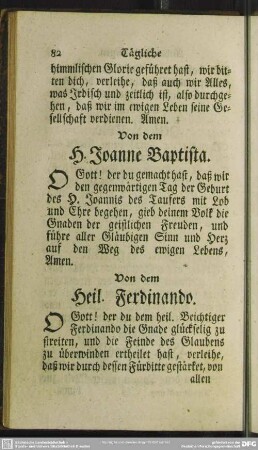 82 Tägliche
himmlischen Glorie geführet hast, wir bit-
ten dich, verleihe, daß auch wir Alles,
was Irdisch und zeitlich ist, also durchge-
hen, daß wir im ewigen Leben seine Ge-
sellschaft verdienen. Amen.
Von dem
H. Joanne Baptista.
O Gott! der du gemacht hast, daß wir
den gegenwärtigen Tag der Geburt
des H. Joannis des Taufers mit Lob
und Ehre begehen, gieb deinem Volk die
Gnaden der geistlichen Freuden, und
führe aller Gläubigen Sinn und Herz
auf den Weg des ewigen Lebens,
Amen.
Von dem
Heil. Ferdinando.
O Gott! der du dem heil. Beichtiger
Ferdinando die Gnade glückselig zu
streiten, und die Feinde des Glaubens
zu überwinden ertheilet hast, verleihe,
daß wir durch dessen Fürbitte gestärket, von
allen
DFG